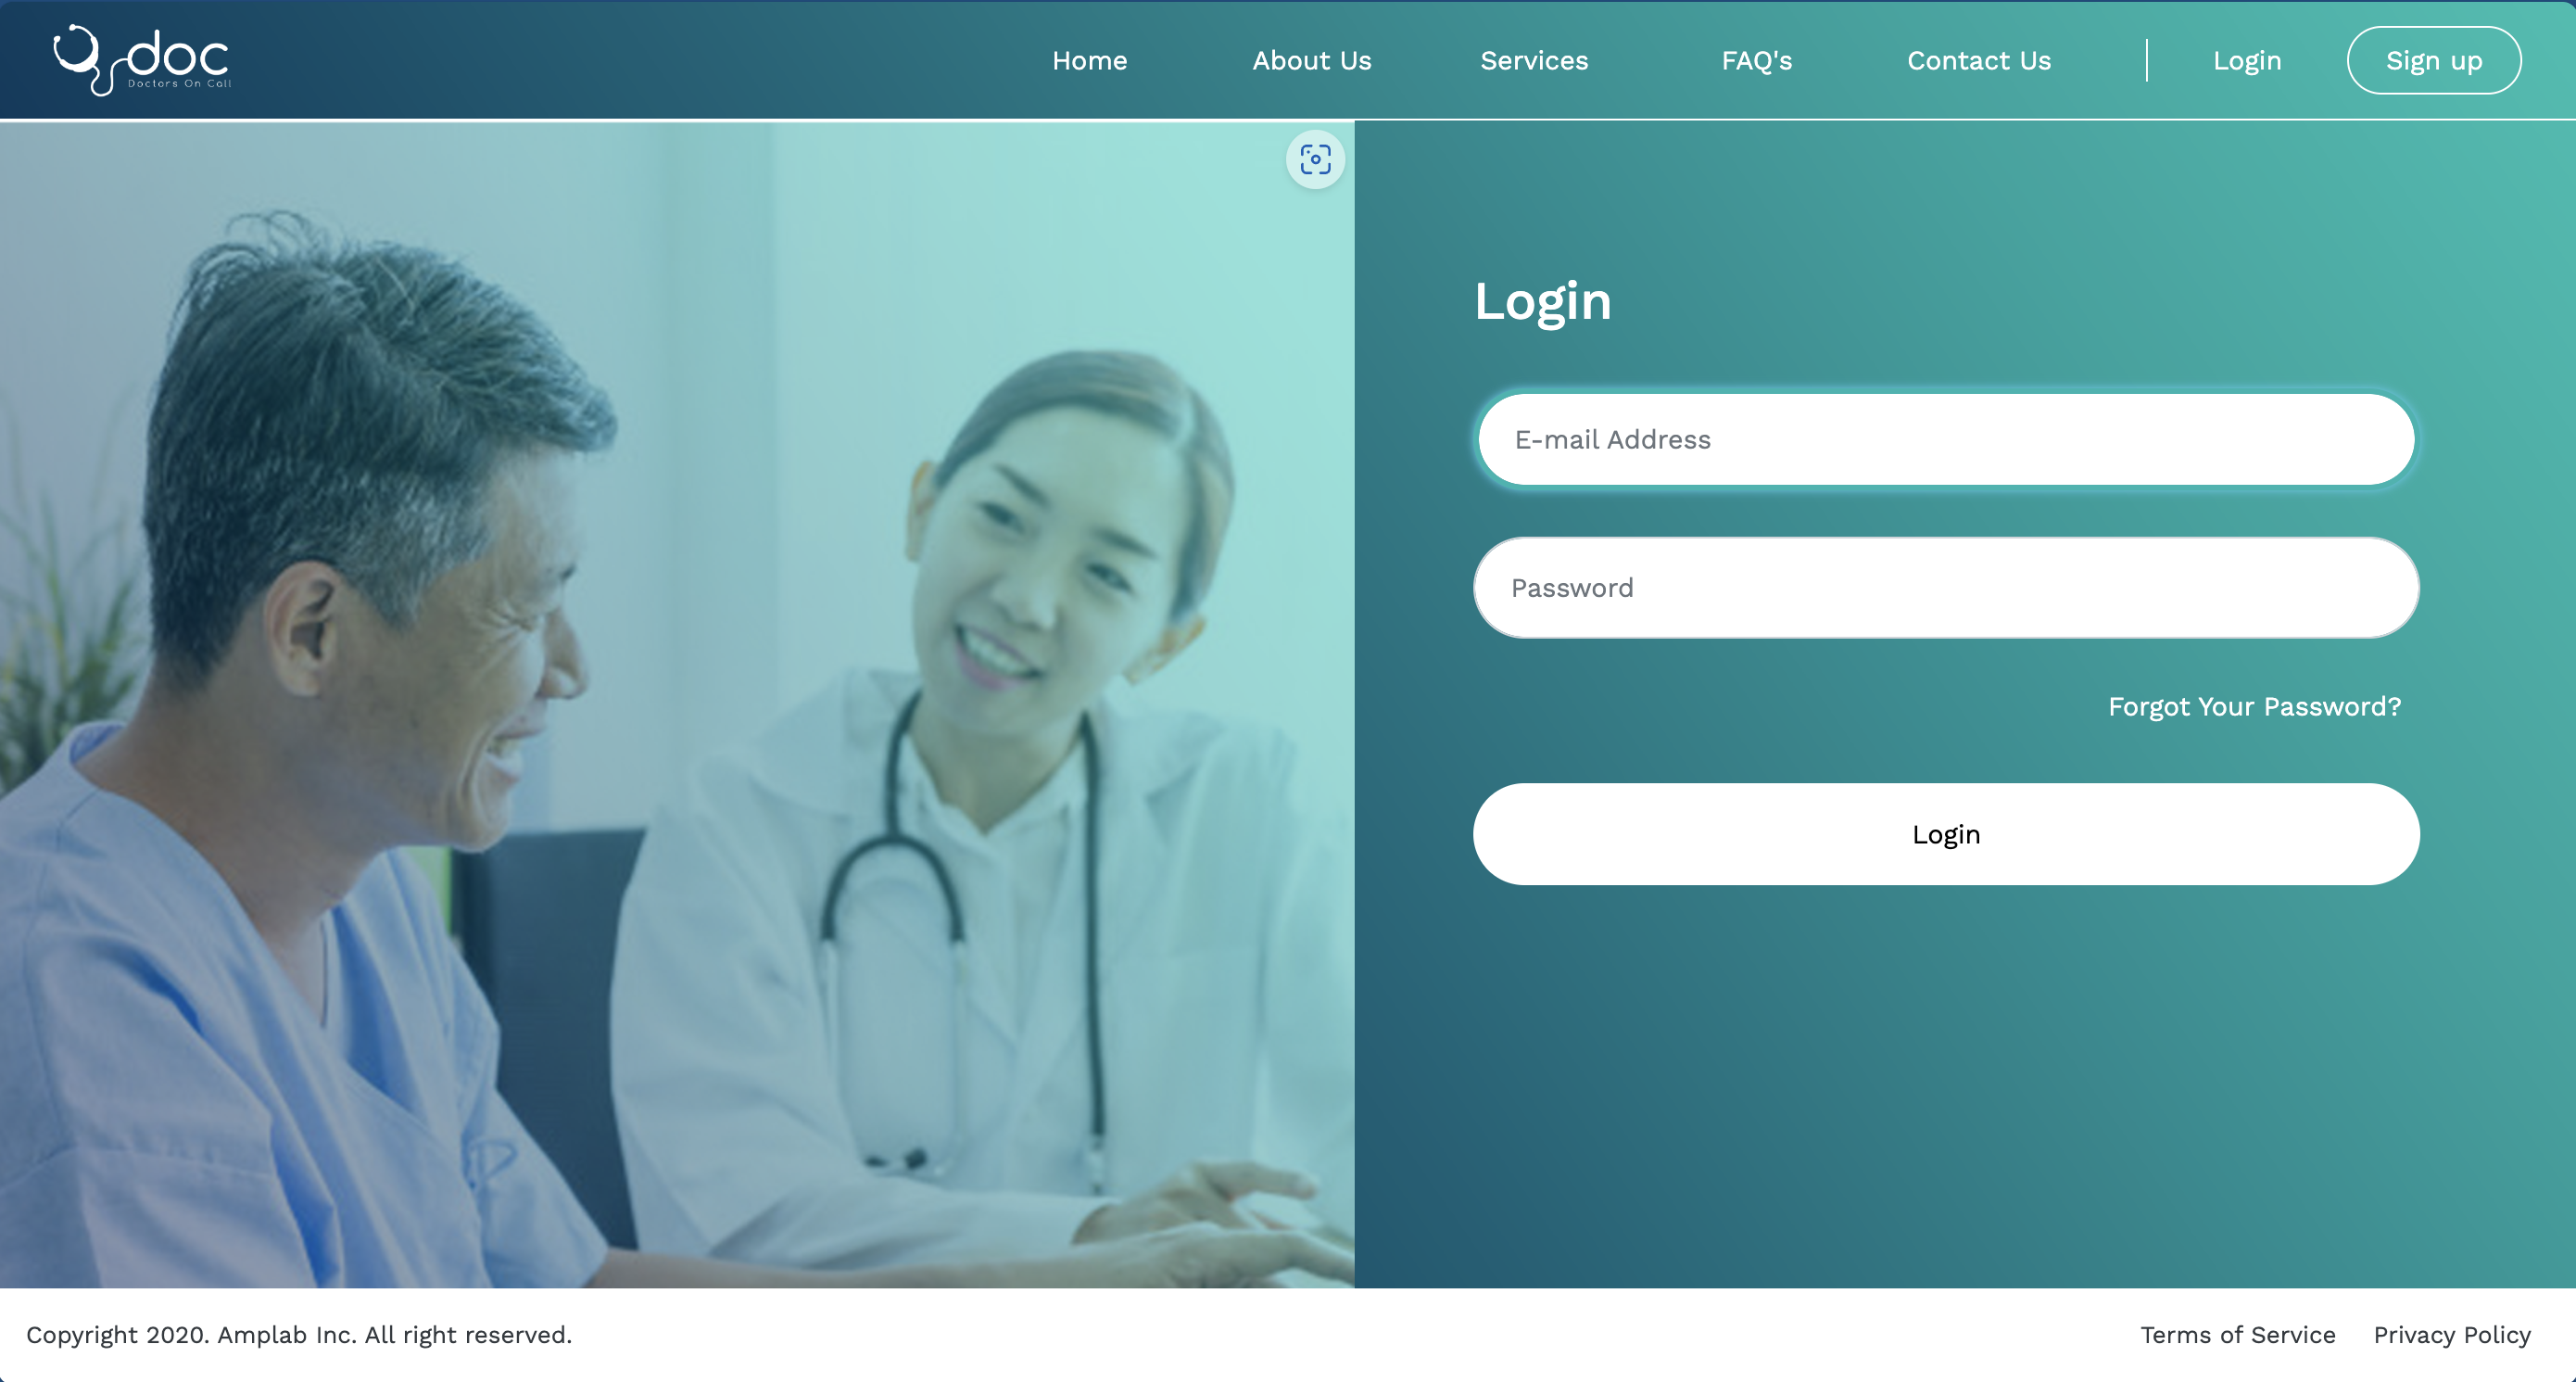 doc
Doctors On Call
Home About Us Services FAQ's Contact Us Login Sign up
Login
E-mail Address
Password
Forgot Your Password?
Login
Copyright 2020. Amplab Inc. All right reserved. Terms of Service Privacy Policy